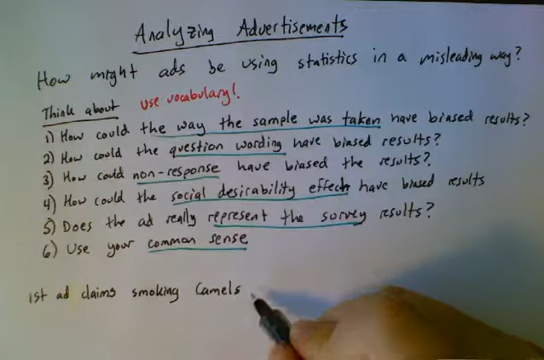 Analyzing Advertisements
How might ads be using statistics in a misleading way?
Think about use vocabulary!
1) How could the way the sample was taken have biased results?
2) How could the question wording have biased results?
3) How could non-response have biased the results?
4) How could the social desirability effect have biased results
5) Does the ad really represent the survey results?
6) Use your common sense
1st ad claims smoking Camels